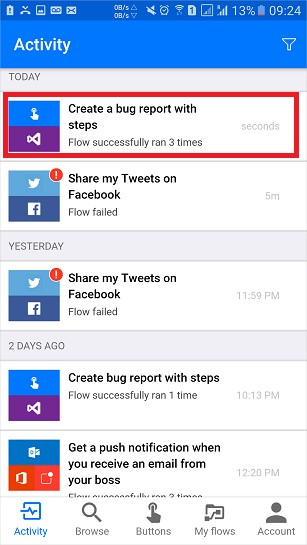 0B/s
0B/s
13%
09:24
Activity
TODAY
Create a bug report with
steps
seconds
Flow successfully ran 3 times
!
Share my Tweets on
Facebook
5m
Flow failed
YESTERDAY
!
Share my Tweets on
Facebook
11:59 PM
Flow failed
2 DAYS AGO
Create bug report with steps
Flow successfully ran 1 time
10:13 PM
Get a push notification when
you receive an email from
your boss
12:20 PM
Flow successfully ran 3 times
Activity
Browse
Buttons
My flows
Account